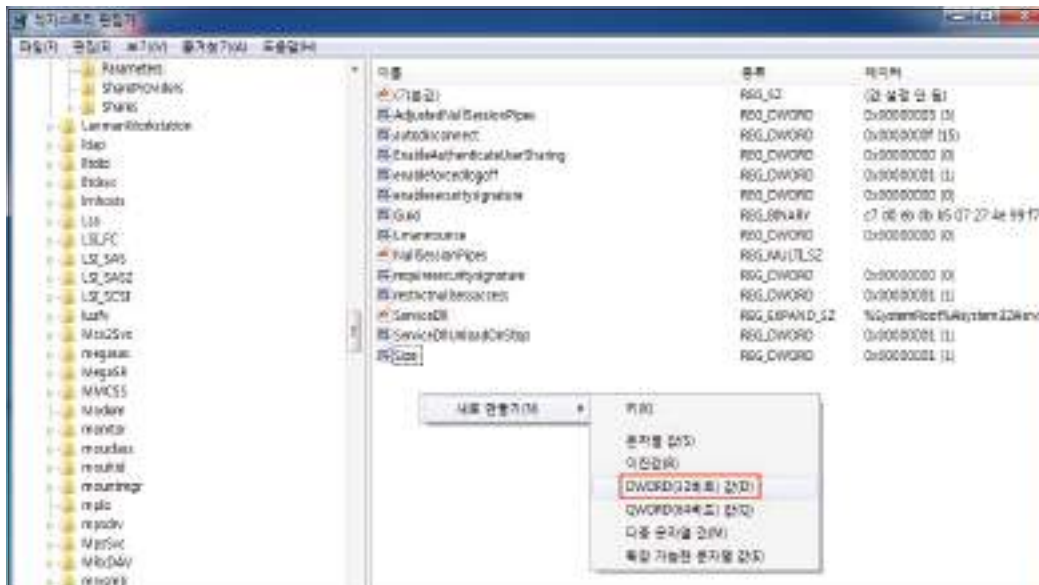 레지스트리 편집기
파일(F) 편집(E) 보기(V) 즐겨찾기(A) 도움말(H)
Parameters
ShareProviders
Shares
LanmanWorkstation
ldap
lltdio
lltdsvc
lmhosts
Lsa
LSI_FC
LSI_SAS
LSI_SAS2
LSI_SCSI
luafv
Mcx2Svc
megasas
MegaSR
MMCSS
Modem
monitor
mouclass
mouhid
mountmgr
mpio
mpsdrv
MpsSvc
MRxDAV
이름 종류 데이터
(기본값) REG_SZ (값 설정 안 됨)
AdjustedNullSessionPipes REG_DWORD 0x00000003 (3)
autodisconnect REG_DWORD 0x0000000f (15)
EnableAuthenticateUserSharing REG_DWORD 0x00000000 (0)
enableforcedlogoff REG_DWORD 0x00000001 (1)
enablesecuritysignature REG_DWORD 0x00000000 (0)
Guid REG_BINARY
Lmannounce REG_DWORD 0x00000000 (0)
NullSessionPipes REG_MULTI_SZ
requiresecuritysignature REG_DWORD 0x00000000 (0)
restrictnullsessaccess REG_DWORD 0x00000001 (1)
ServiceDll REG_EXPAND_SZ
ServiceDllUnloadOnStop REG_DWORD 0x00000001 (1)
Size REG_DWORD 0x00000001 (1)
새로 만들기(N)
키(K)
문자열 값(S)
이진값(B)
DWORD(32비트) 값(D)
QWORD(64비트) 값(Q)
다중 문자열 값(M)
확장 가능한 문자열 값(E)